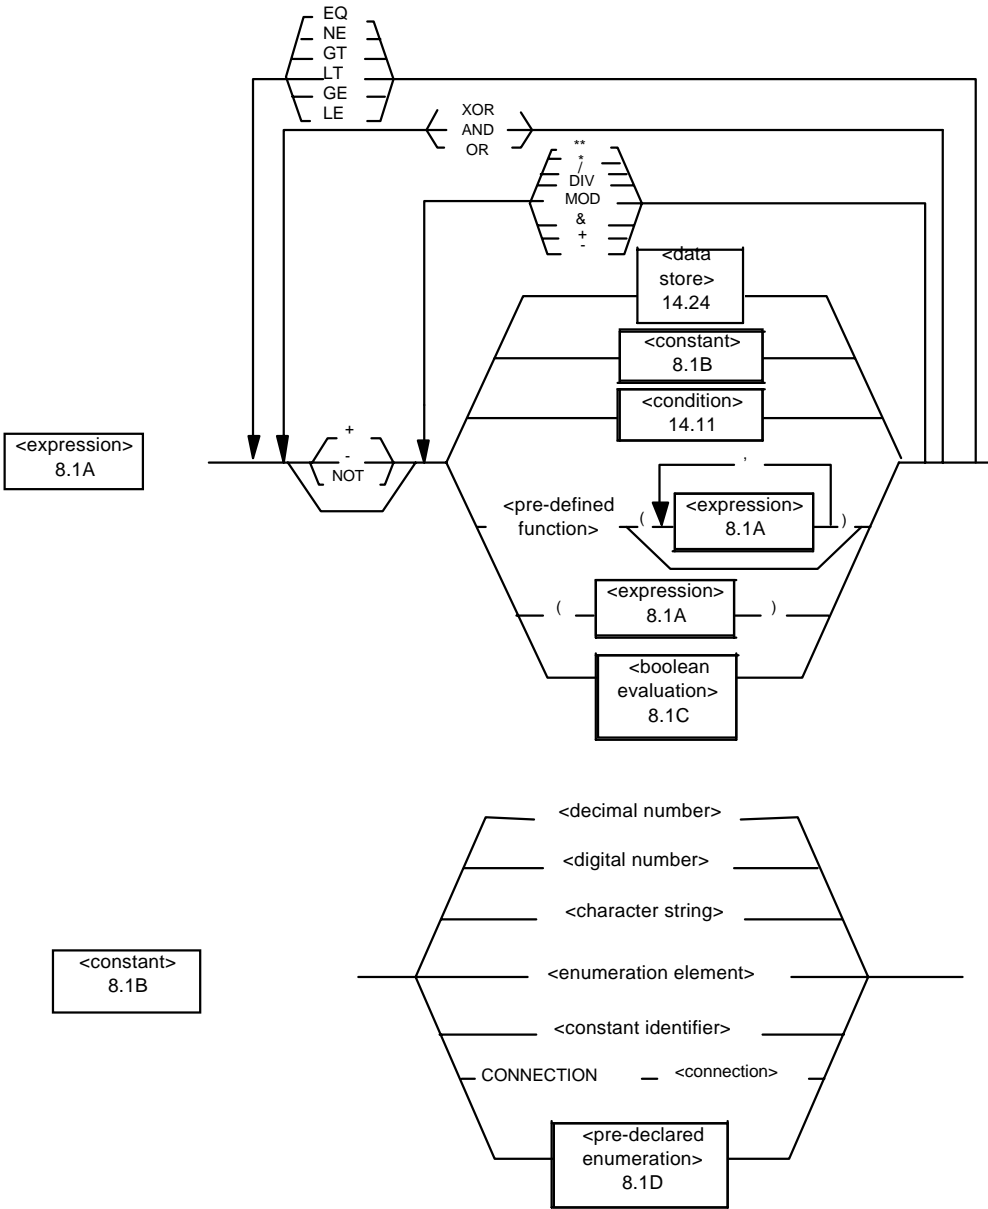 EQ
NE
GT
LT
GE
LE
XOR
AND
OR
**
*
/
DIV
MOD
&
+
-
<data
store>
14.24
<constant>
8.1B
<condition>
14.11
<expression>
8.1A
+
-
NOT
<pre-defined
function>
(
,
<expression>
8.1A
)
(
<expression>
8.1A
)
<boolean
evaluation>
8.1C
<decimal number>
<digital number>
<character string>
<constant>
8.1B
<enumeration element>
<constant identifier>
CONNECTION <connection>
<pre-declared
enumeration>
8.1D